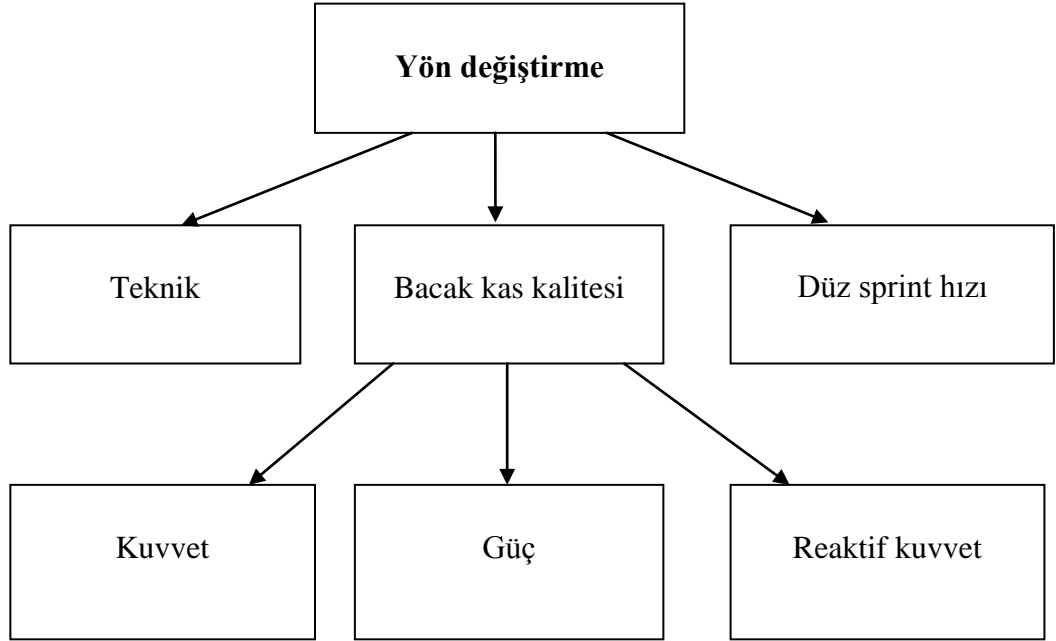 Yön değiştirme
Teknik
Bacak kas kalitesi
Düz sprint hızı
Kuvvet
Güç
Reaktif kuvvet